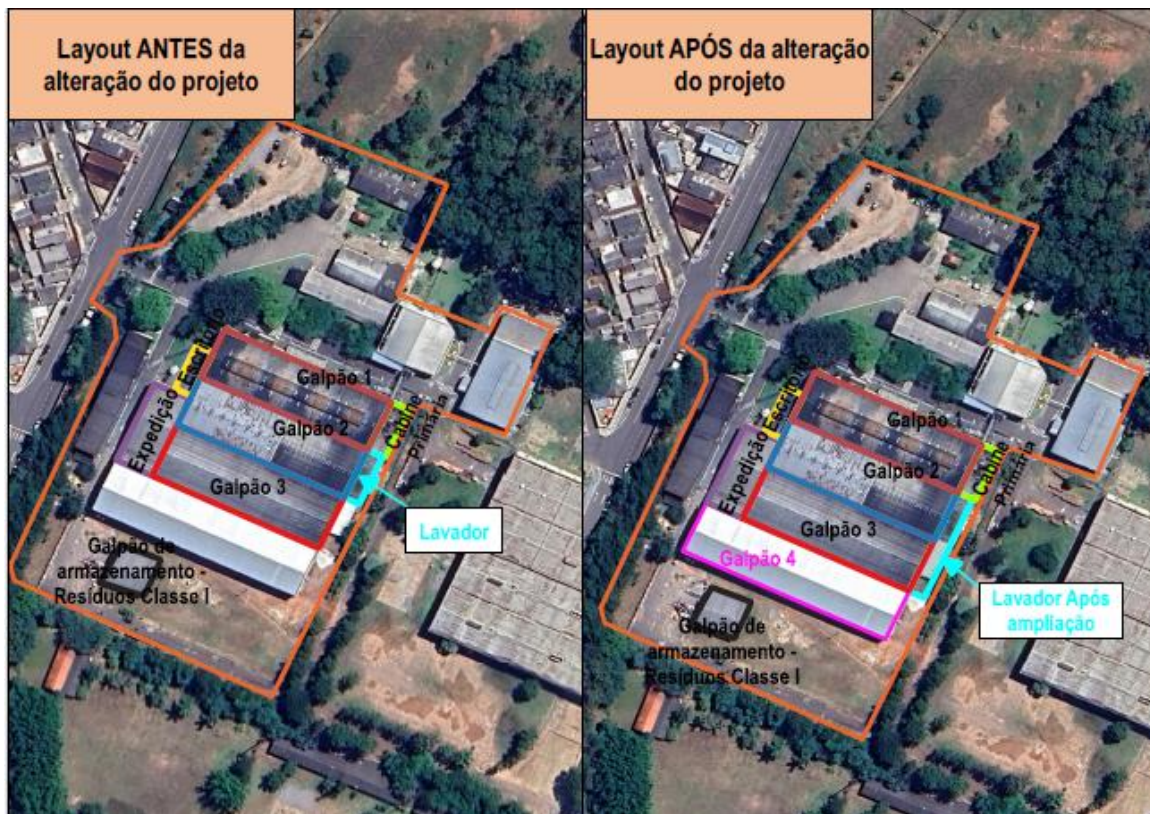 Layout ANTES da
alteração do projeto
Escritório
Galpão 1
Expedição
Galpão 2
Cabine
Primária
Galpão 3
Lavador
Galpão de
armazenamento -
Resíduos Classe I
Layout APÓS da alteração
do projeto
Escritório
Galpão 1
Expedição
Galpão 2
Cabine
Primária
Galpão 3
Galpão 4
Lavador Após
ampliação
Galpão de
armazenamento -
Resíduos Classe I